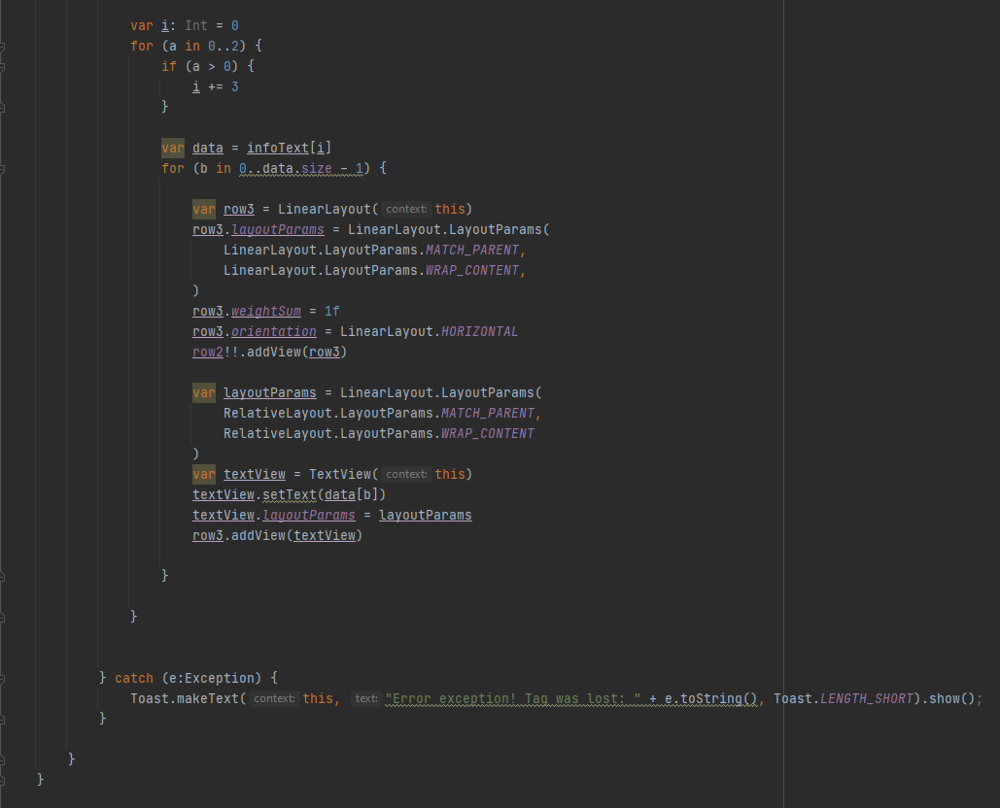 var i: Int = 0
for (a in 0..2) {
if (a > 0) {
i += 3
}
var data = infoText[i]
for (b in 0..data.size - 1) {
var row3 = LinearLayout( context: this)
row3.layoutParams = LinearLayout.LayoutParams(
LinearLayout.LayoutParams.MATCH_PARENT,
LinearLayout.LayoutParams.WRAP_CONTENT,
)
row3.weightSum = 1f
row3.orientation = LinearLayout.HORIZONTAL
row2!!.addView(row3)
var layoutParams = LinearLayout.LayoutParams(
RelativeLayout.LayoutParams.MATCH_PARENT,
RelativeLayout.LayoutParams.WRAP_CONTENT
)
var textView = TextView( context: this)
textView.setText(data[b])
textView.layoutParams = layoutParams
row3.addView(textView)
}
}
} catch (e:Exception) {
Toast.makeText( context: this, text: "Error exception! Tag was lost: " + e.toString(), Toast.LENGTH_SHORT).show();
}
}
}